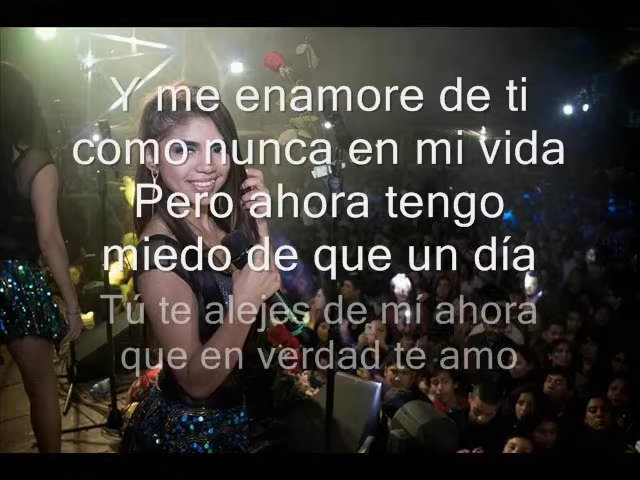 Y me enamore de ti
como nunca en mi vida
Pero ahora tengo
miedo de que un día
Tú te alejes de mí ahora
que en verdad te amo